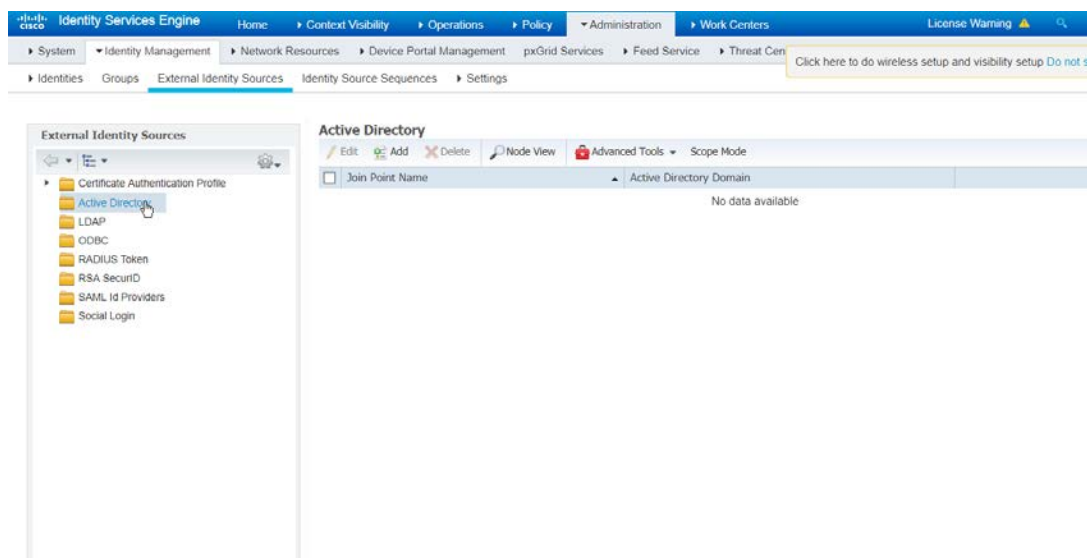 cisco Identity Services Engine Home Context Visibility Operations Policy Administration Work Centers License Warning
System Identity Management Network Resources Device Portal Management pxGrid Services Feed Service Threat Cen
Click here to do wireless setup and visibility setup Do not s
Identities Groups External Identity Sources Identity Source Sequences Settings
External Identity Sources
Certificate Authentication Profile
Active Directory
LDAP
ODBC
RADIUS Token
RSA SecurID
SAML Id Providers
Social Login
Active Directory
Edit Add Delete Node View Advanced Tools Scope Mode
Join Point Name Active Directory Domain
No data available